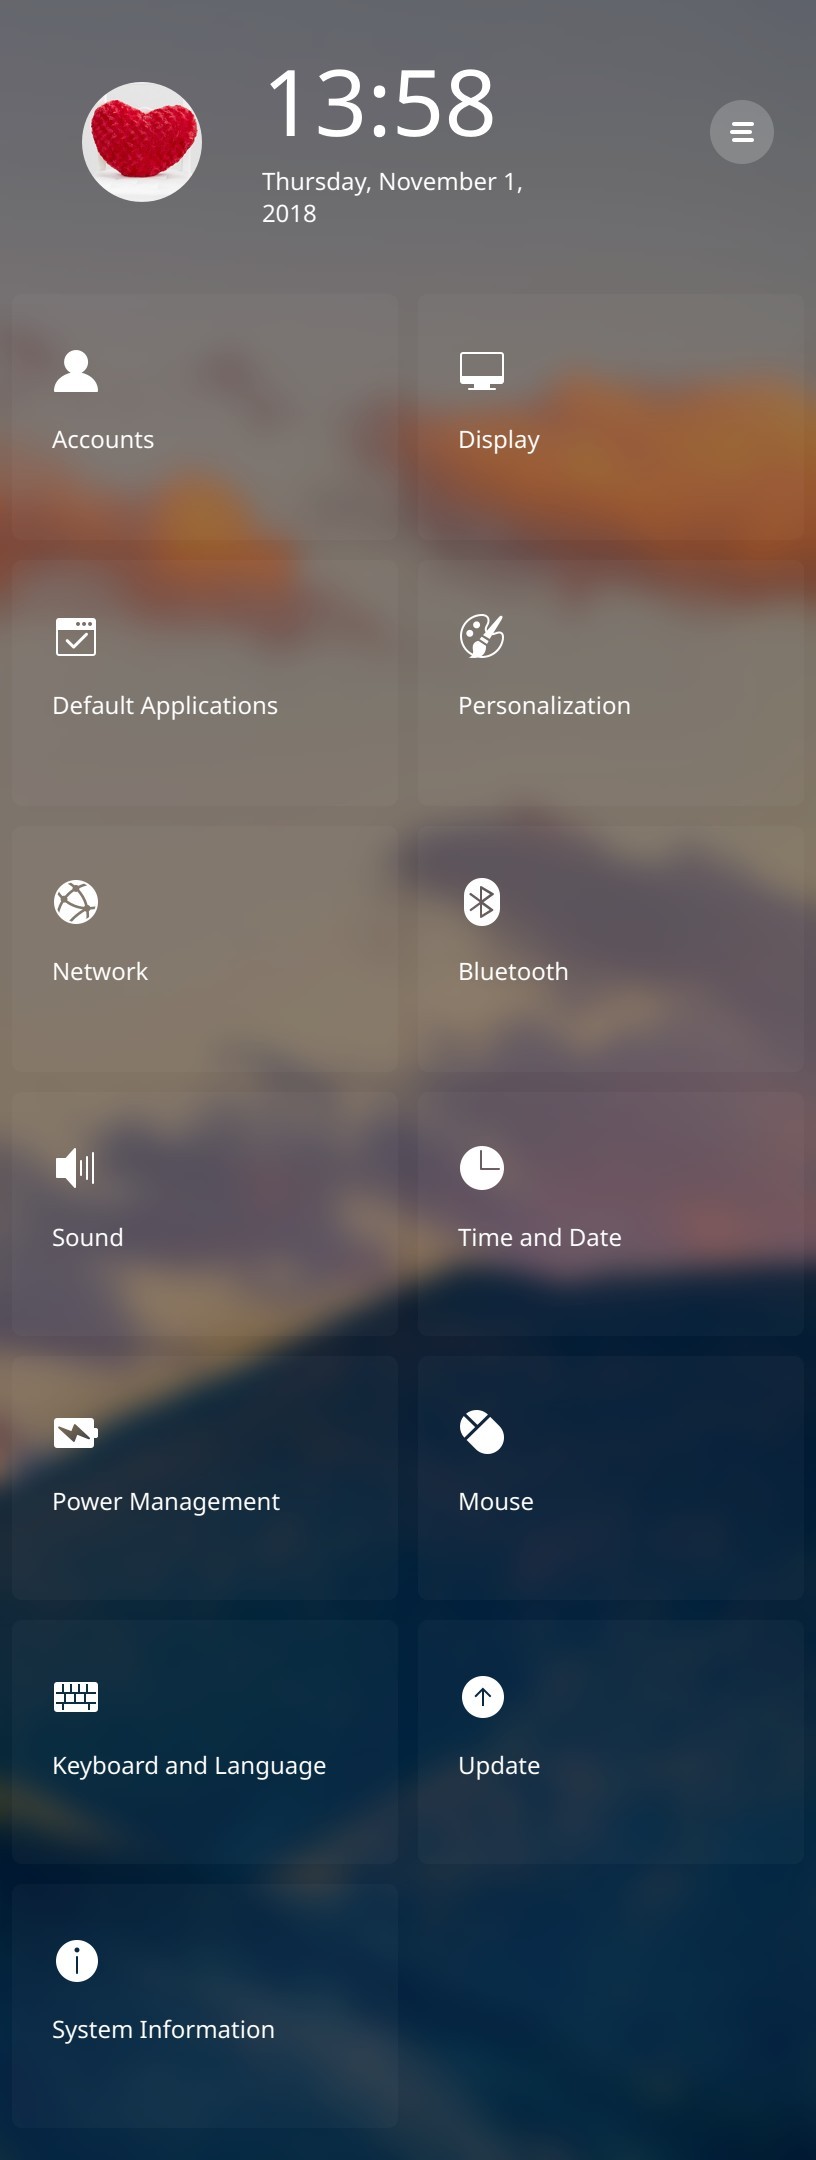 13:58
Thursday, November 1,
2018
Accounts
Display
Default Applications
Personalization
Network
Bluetooth
Sound
Time and Date
Power Management
Mouse
Keyboard and Language
Update
System Information